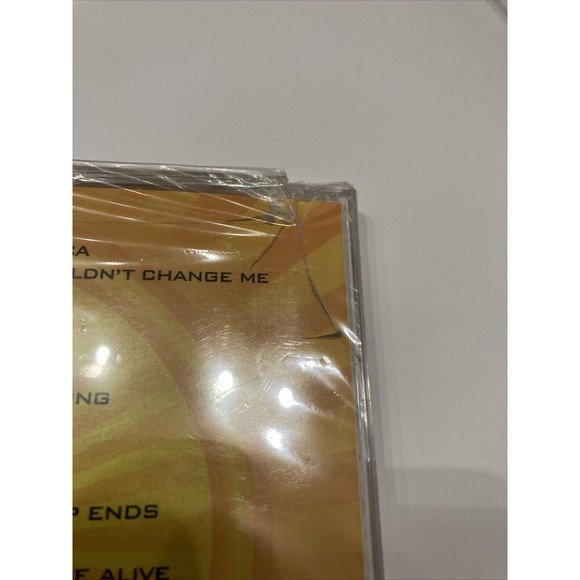 CA
LDN'T CHANGE ME
NG
P ENDS
E ALIVE